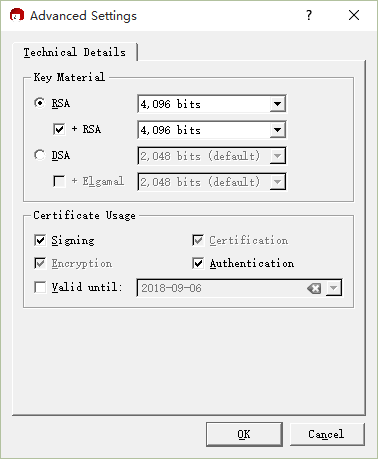 Advanced Settings
Technical Details
Key Material
RSA 4,096 bits
+ RSA 4,096 bits
DSA 2,048 bits (default)
+ Elgamal 2,048 bits (default)
Certificate Usage
Signing Certification
Encryption Authentication
Valid until: 2018-09-06
OK Cancel